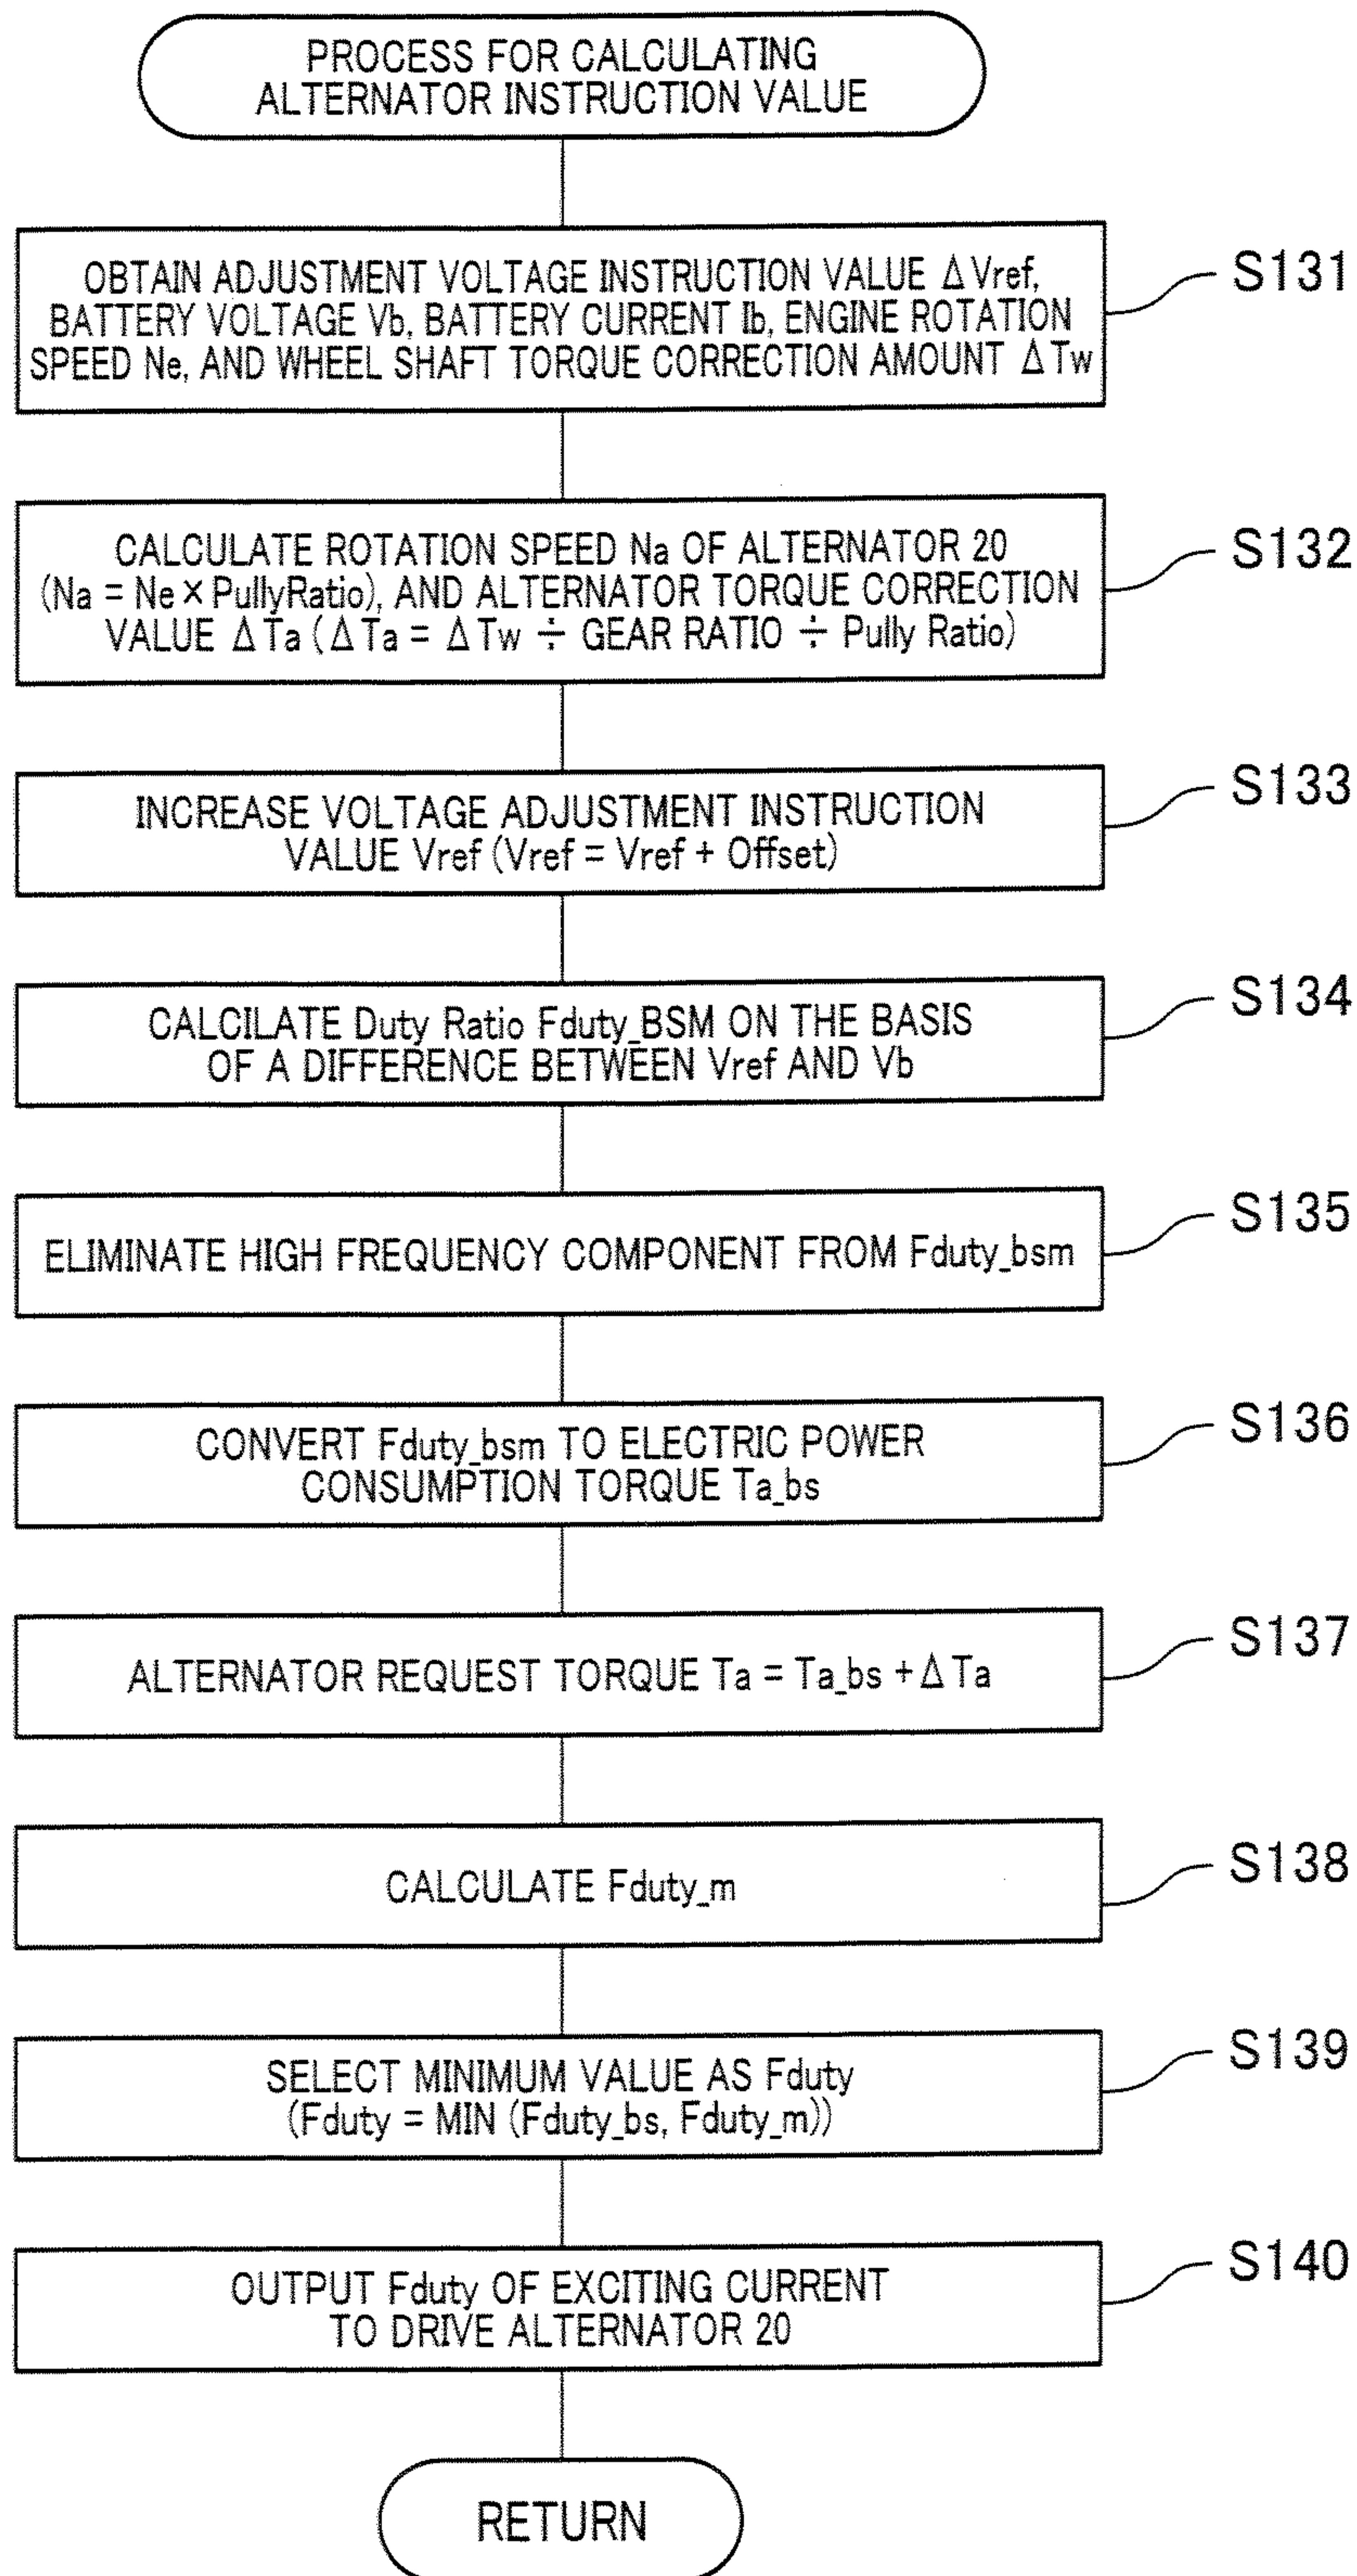 PROCESS FOR CALCULATING
ALTERNATOR INSTRUCTION VALUE
OBTAIN ADJUSTMENT VOLTAGE INSTRUCTION VALUE ΔVref,
BATTERY VOLTAGE Vb, BATTERY CURRENT Ib, ENGINE ROTATION
SPEED Ne, AND WHEEL SHAFT TORQUE CORRECTION AMOUNT ΔTw
S131
CALCULATE ROTATION SPEED Na OF ALTERNATOR 20
(Na = Ne × PullyRatio), AND ALTERNATOR TORQUE CORRECTION
VALUE ΔTa (ΔTa = ΔTw ÷ GEAR RATIO ÷ Pully Ratio)
S132
INCREASE VOLTAGE ADJUSTMENT INSTRUCTION
VALUE Vref (Vref = Vref + Offset)
S133
CALCILATE Duty Ratio Fduty_BSM ON THE BASIS
OF A DIFFERENCE BETWEEN Vref AND Vb
S134
ELIMINATE HIGH FREQUENCY COMPONENT FROM Fduty_bsm
S135
CONVERT Fduty_bsm TO ELECTRIC POWER
CONSUMPTION TORQUE Ta_bs
S136
ALTERNATOR REQUEST TORQUE Ta = Ta_bs + ΔTa
S137
CALCULATE Fduty_m
S138
SELECT MINIMUM VALUE AS Fduty
(Fduty = MIN (Fduty_bs, Fduty_m))
S139
OUTPUT Fduty OF EXCITING CURRENT
TO DRIVE ALTERNATOR 20
S140
RETURN